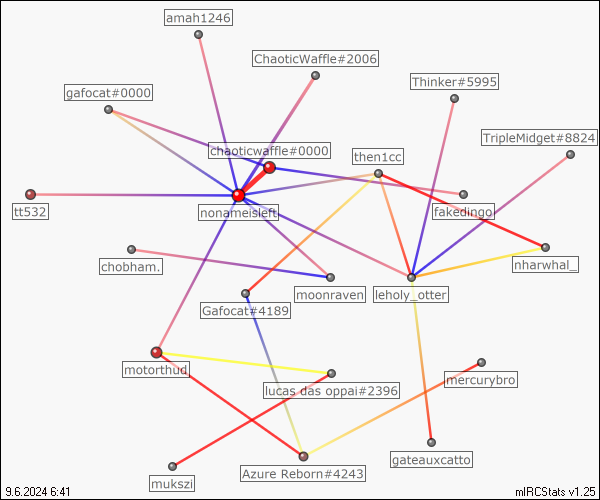 amah1246
ChaoticWaffle#2006
Thinker#5995
gafocat#0000
TripleMidget#8824
chaoticwaffle#0000
then1cc
tt532
nonameisleft
fakedingo.
chobham.
nharwhal_
moonraven
leholy_otter
Gafocat#4189
motorthud
lucas das oppai#2396
mercurybro
mukszi
Azure Reborn#4243
gateauxcatto
9.6.2024 6:41
mIRCStats v1.25